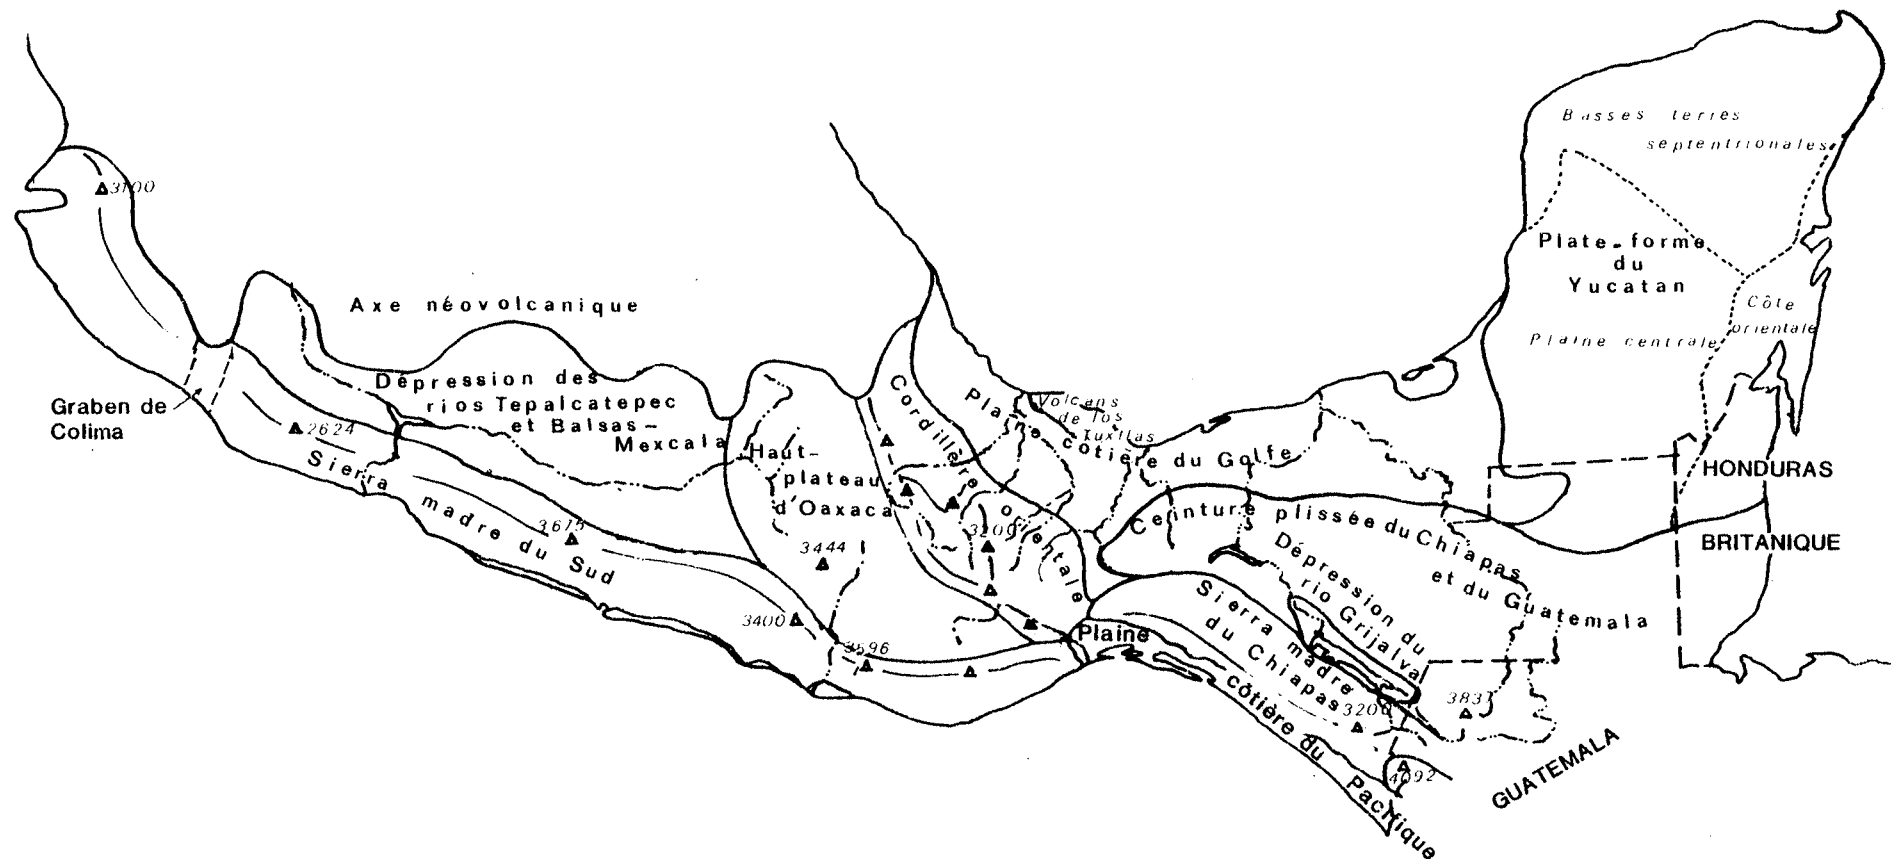 Basses terres
septentrionales
3100
Plate-forme
du
Yucatan
Axe néovolcanique
Côte
orientale
Plaine centrale
Dépression des
rios Tepalcatepec
et Balsas-
Mexcala
Graben de
Colima
2624
Sierra madre du Sud
3675
Haut-
plateau
d'Oaxaca
3444
3400
3596
Cordillère orientale
3200
Plaine côtière du Golfe
Volcans
de los
Tuxtlas
Ceinture plissée du Chiapas
et du Guatemala
Dépression du
rio Grijalva
Sierra madre
du Chiapas
3200
3837
4092
Plaine
côtière du Pacifique
HONDURAS
BRITANIQUE
GUATEMALA